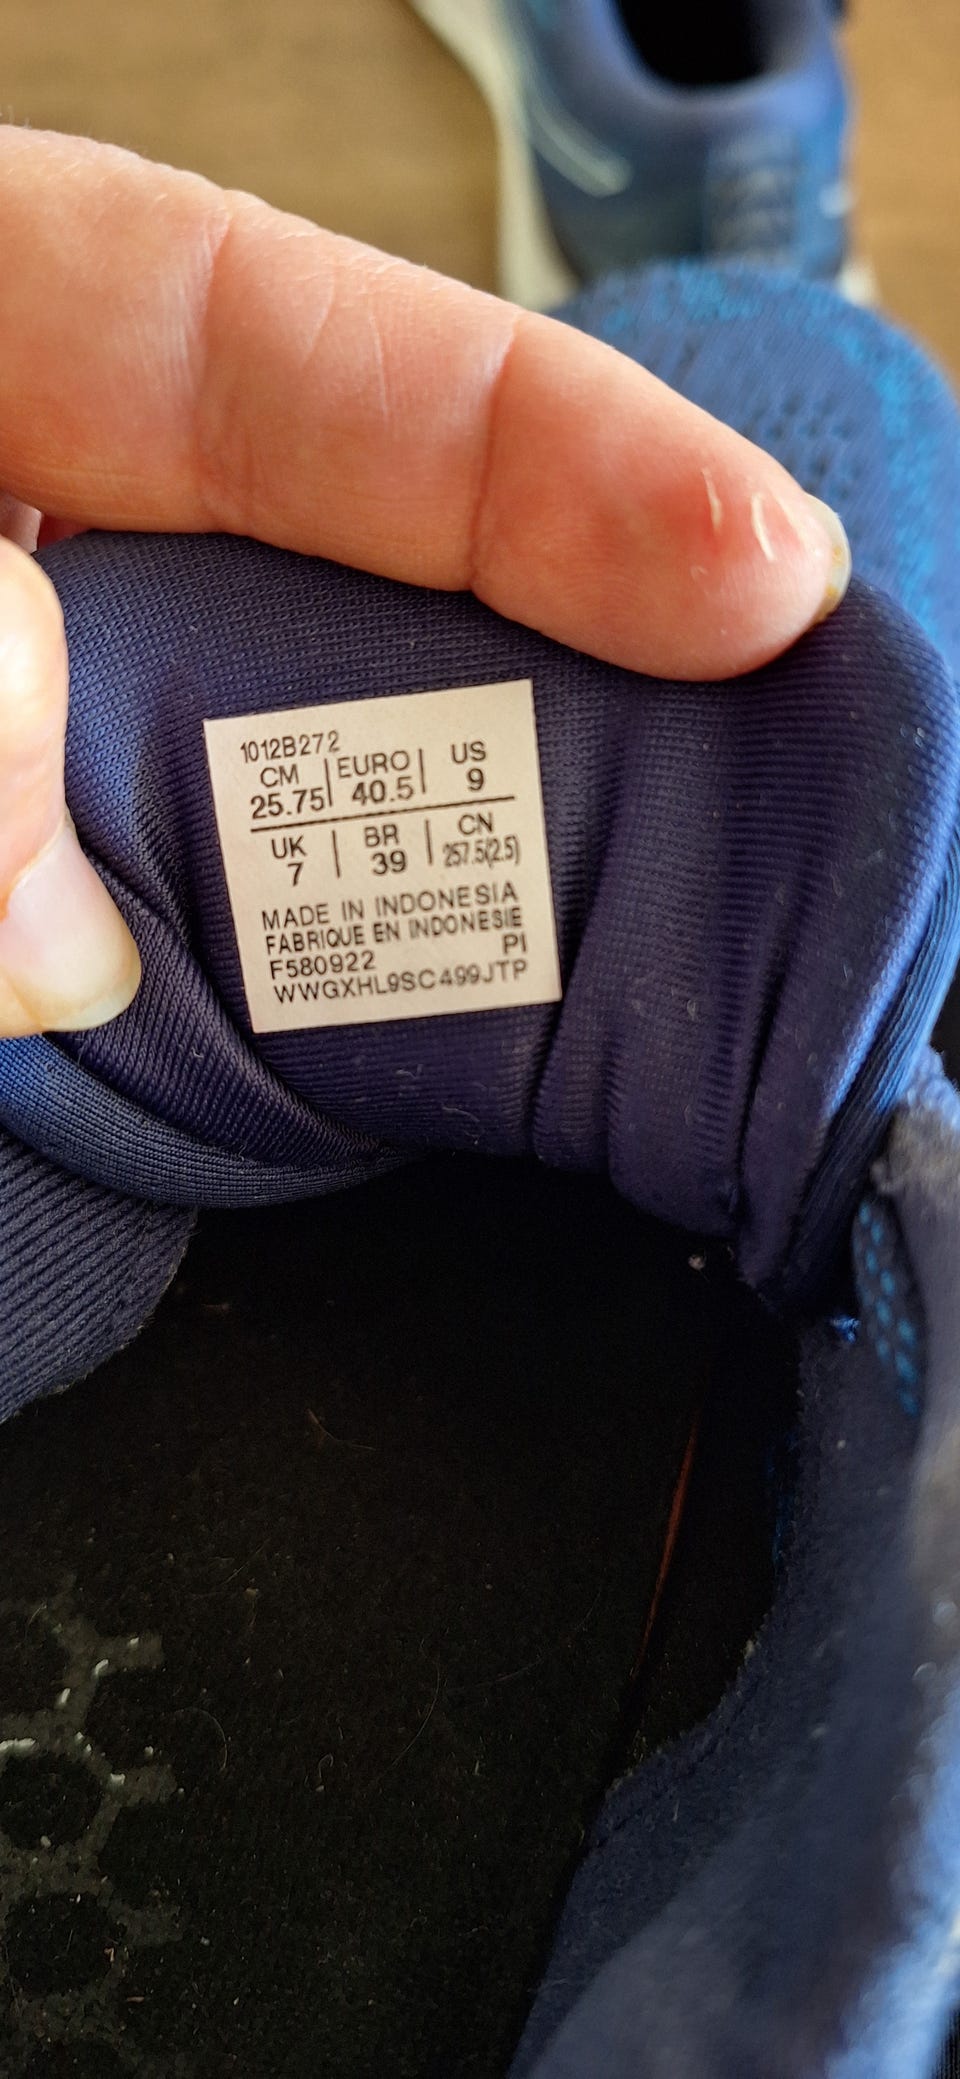 1012B272
CM | EURO | US
25.75 | 40.5 | 9
UK | BR | CN
7 | 39 | 257.5(2.5)
MADE IN INDONESIA
FABRIQUE EN INDONESIE
F580922 PI
WWGXHL9SC499JTP